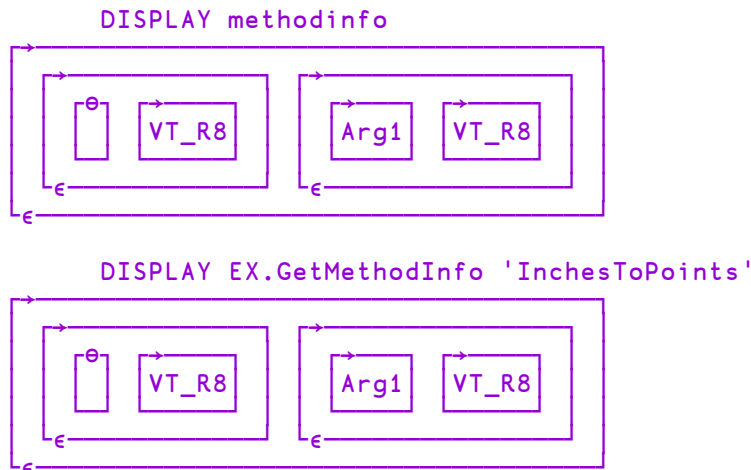 DISPLAY methodinfo
┌→──────────────────────────────────┐
│ ┌→────────────┐ ┌→───────────────┐ │
│ │ ┌⊖┐ ┌→────┐ │ │ ┌→───┐ ┌→────┐ │ │
│ │ │ │ │VT_R8│ │ │ │Arg1│ │VT_R8│ │ │
│ │ └─┘ └─────┘ │ │ └────┘ └─────┘ │ │
│ └∊────────────┘ └∊───────────────┘ │
└∊──────────────────────────────────┘
DISPLAY EX.GetMethodInfo 'InchesToPoints'
┌→──────────────────────────────────┐
│ ┌→────────────┐ ┌→───────────────┐ │
│ │ ┌⊖┐ ┌→────┐ │ │ ┌→───┐ ┌→────┐ │ │
│ │ │ │ │VT_R8│ │ │ │Arg1│ │VT_R8│ │ │
│ │ └─┘ └─────┘ │ │ └────┘ └─────┘ │ │
│ └∊────────────┘ └∊───────────────┘ │
└∊──────────────────────────────────┘